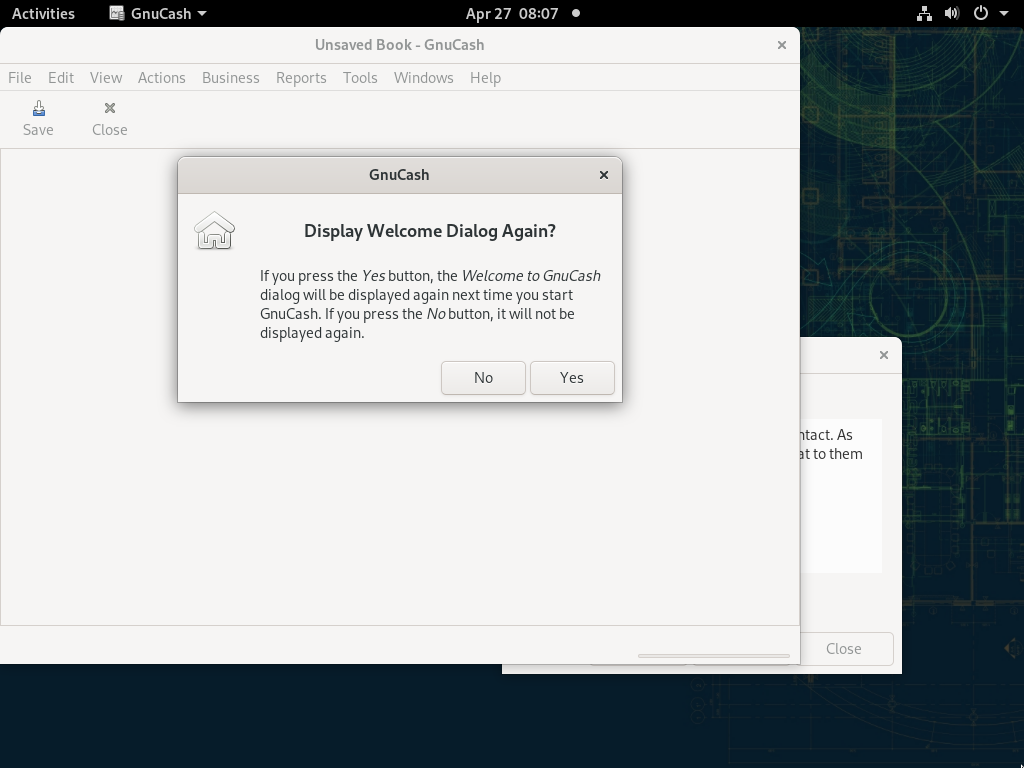 Activities GnuCash Apr 27 08:07
Unsaved Book - GnuCash
File Edit View Actions Business Reports Tools Windows Help
Save Close
GnuCash
Display Welcome Dialog Again?
If you press the Yes button, the Welcome to GnuCash
dialog will be displayed again next time you start
GnuCash. If you press the No button, it will not be
displayed again.
No Yes
As
at to them
Close